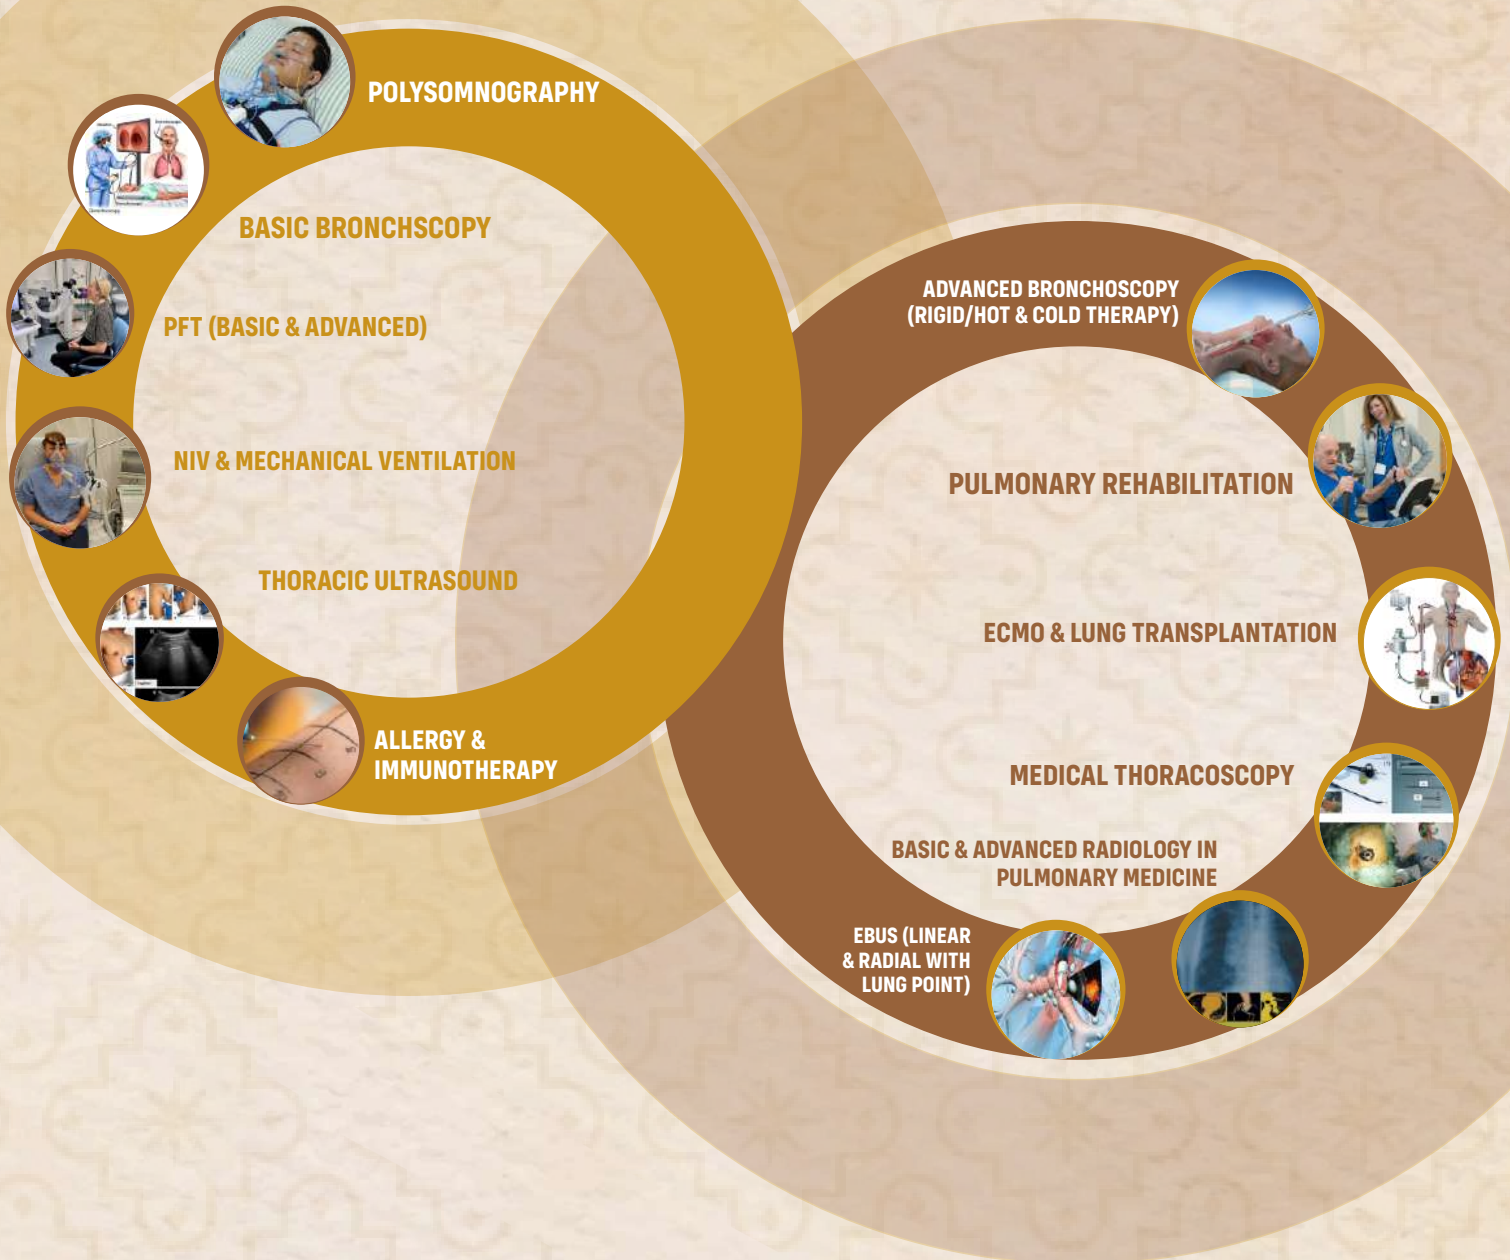 POLYSOMNOGRAPHY
BASIC BRONCHSCOPY
PFT (BASIC & ADVANCED)
NIV & MECHANICAL VENTILATION
THORACIC ULTRASOUND
ALLERGY &
IMMUNOTHERAPY
ADVANCED BRONCHOSCOPY
(RIGID/HOT & COLD THERAPY)
PULMONARY REHABILITATION
ECMO & LUNG TRANSPLANTATION
MEDICAL THORACOSCOPY
BASIC & ADVANCED RADIOLOGY IN
PULMONARY MEDICINE
EBUS (LINEAR
& RADIAL WITH
LUNG POINT)